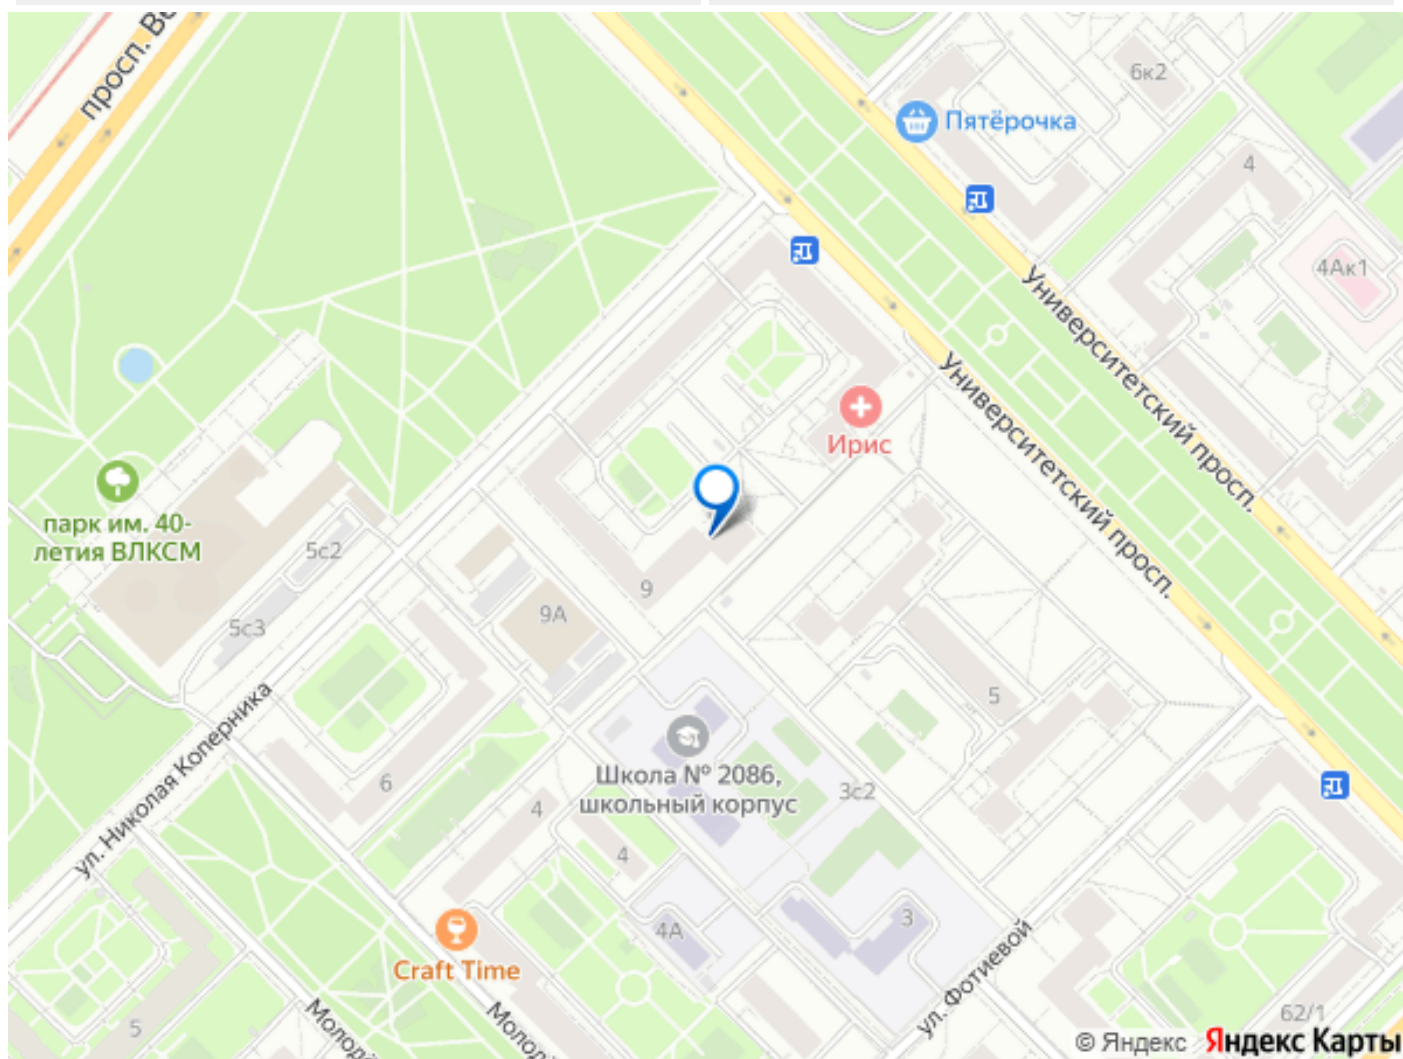 просп. Ве
6к2
Пятёрочка
4
4Ак1
Университетский просп.
Университетский просп.
Ирис
парк им. 40-
летия ВЛКСМ
5с2
5с3
9
9А
5
ул. Николая Коперника
6
Школа № 2086,
школьный корпус
3с2
4
4
4А
3
Craft Time
ул. Фотиевой
5
Молодё
Молод
62/1
© Яндекс Яндекс Карты